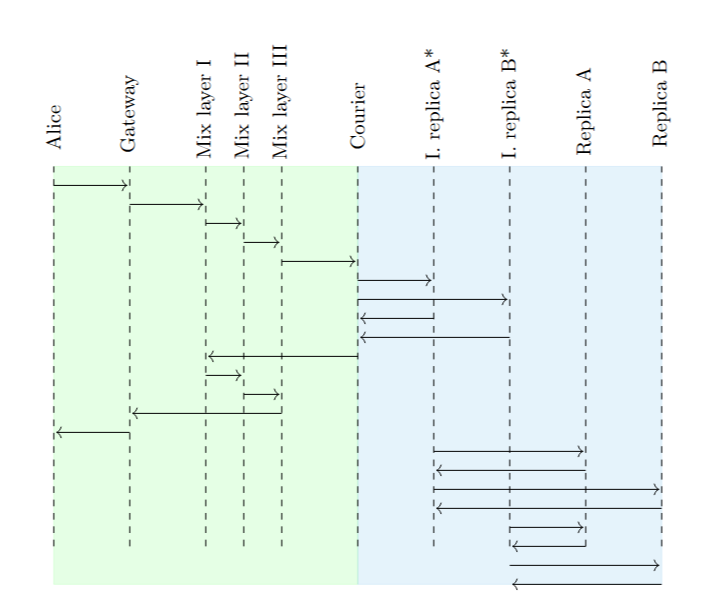 Alice
Gateway
Mix layer I
Mix layer II
Mix layer III
Courier
I. replica A*
I. replica B*
Replica A
Replica B